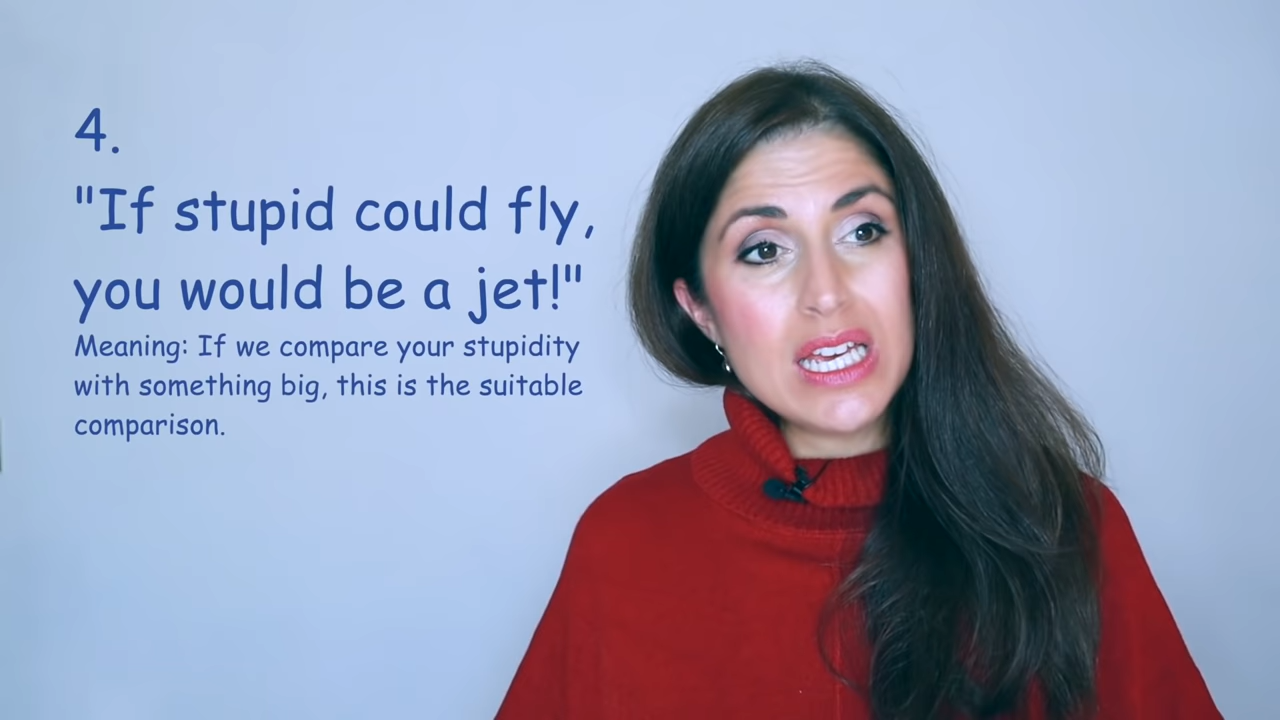 4.
"If stupid could fly,
you would be a jet!"
Meaning: If we compare your stupidity
with something big, this is the suitable
comparison.